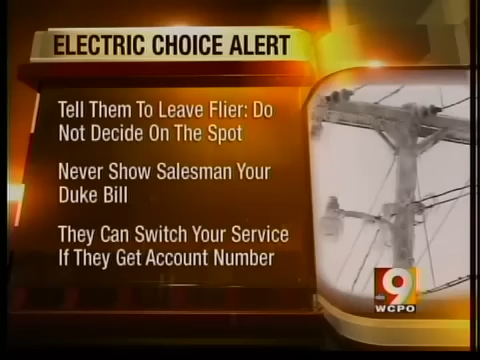 ELECTRIC CHOICE ALERT
Tell Them To Leave Flier: Do
Not Decide On The Spot
Never Show Salesman Your
Duke Bill
They Can Switch Your Service
If They Get Account Number
abc 9
WCPO